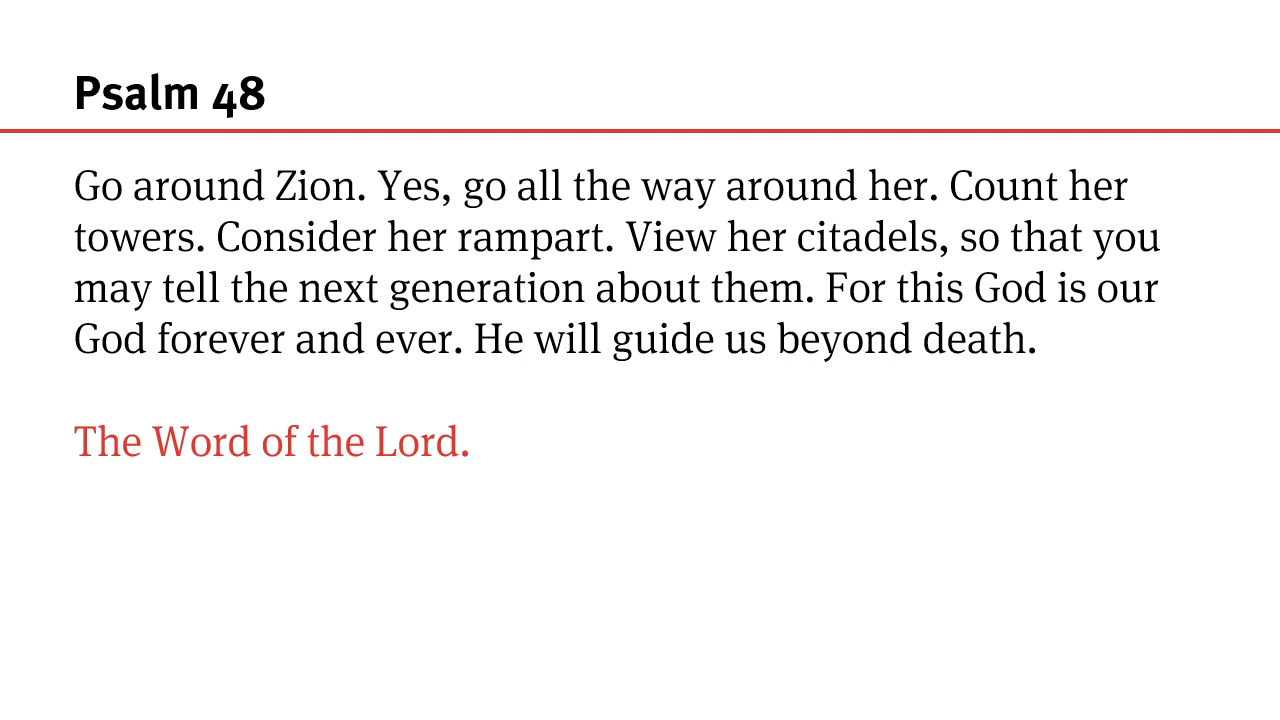 Psalm 48
Go around Zion. Yes, go all the way around her. Count her
towers. Consider her rampart. View her citadels, so that you
may tell the next generation about them. For this God is our
God forever and ever. He will guide us beyond death.
The Word of the Lord.